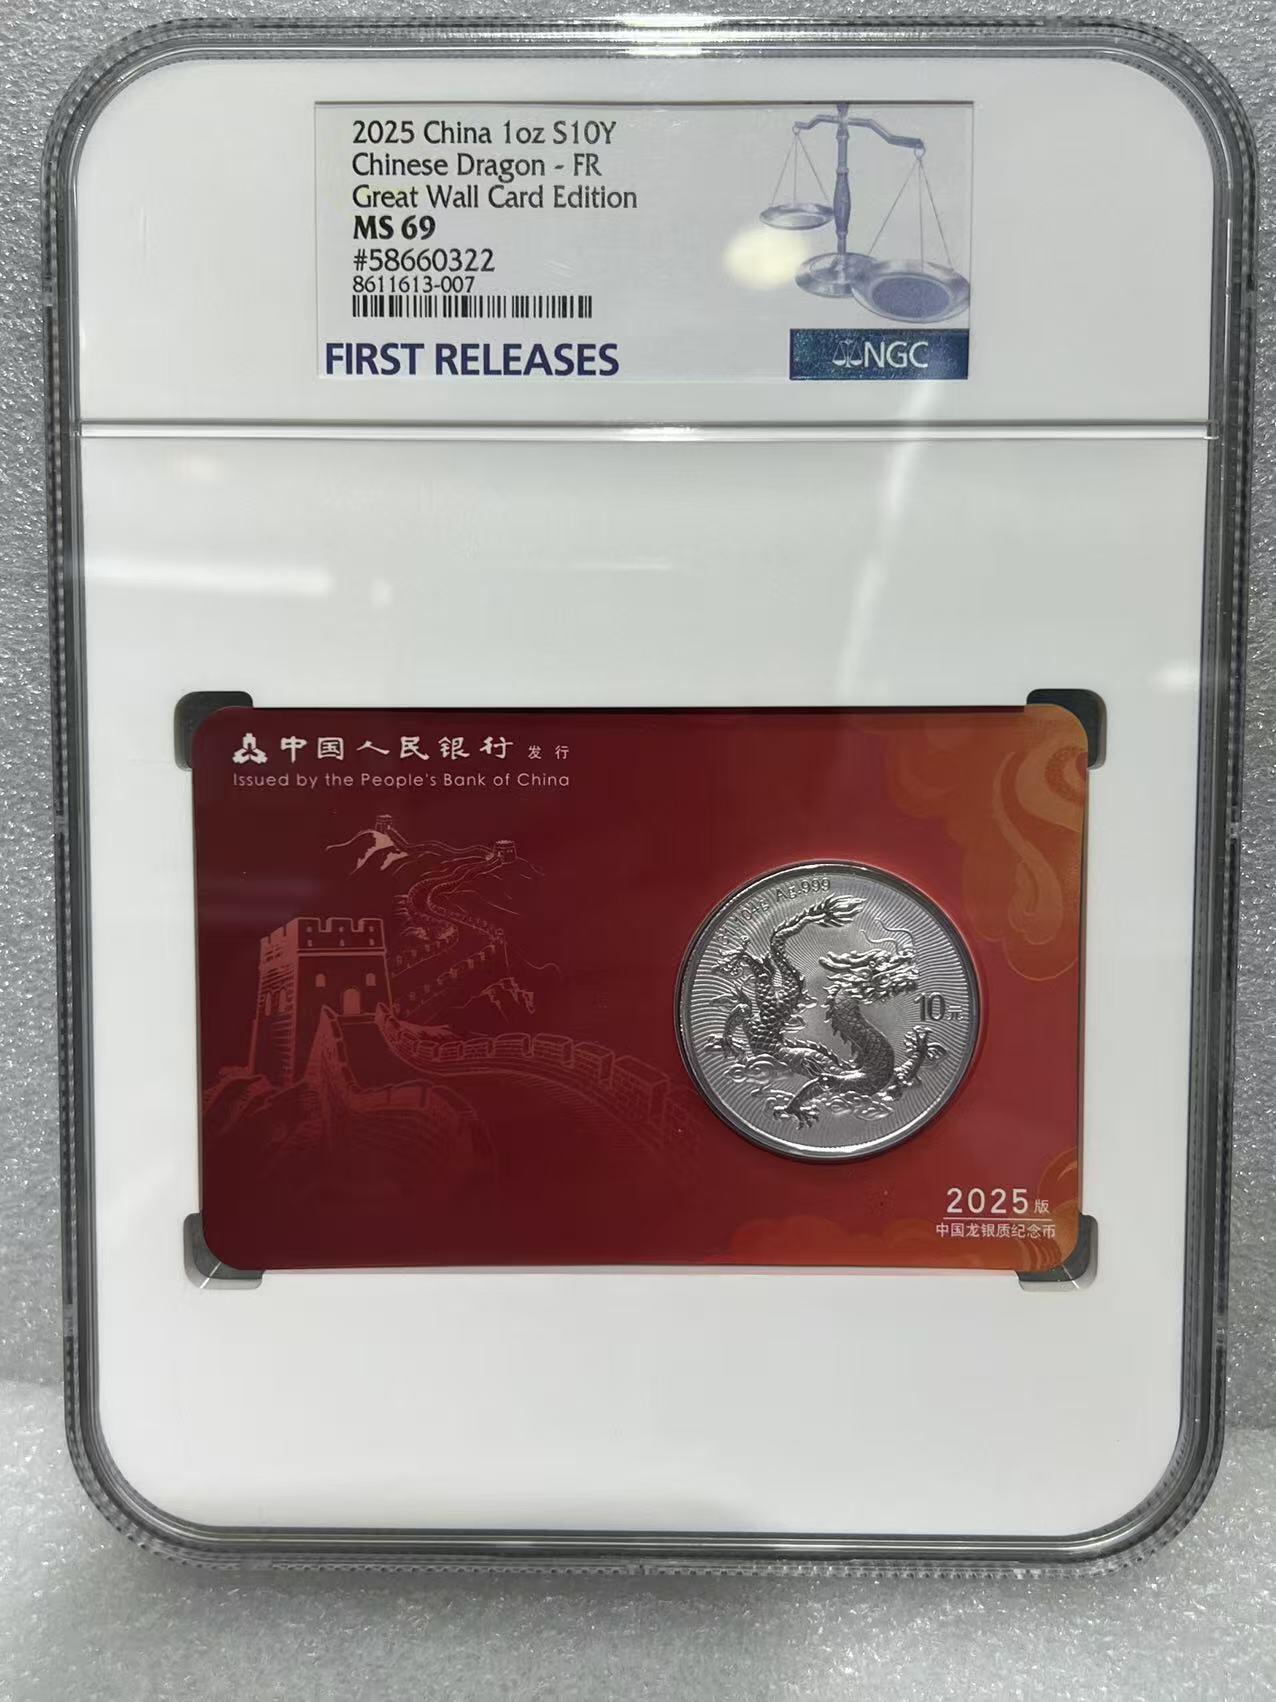 2025 China 1oz S10Y
Chinese Dragon - FR
Great Wall Card Edition
MS 69
#58660322
8611613-007
FIRST RELEASES
NGC
中国人民银行 发行
Issued by the People's Bank of China
Ag.999
10元
2025版
中国龙银质纪念币